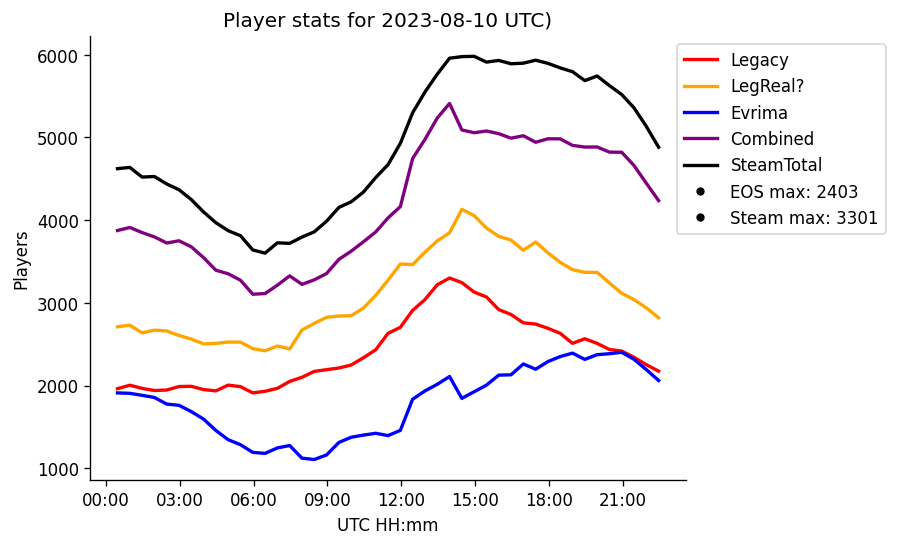 Player stats for 2023-08-10 UTC)
6000
5000
4000
3000
2000
1000
Players
00:00 03:00 06:00 09:00 12:00 15:00 18:00 21:00
UTC HH:mm
Legacy
LegReal?
Evrima
Combined
SteamTotal
EOS max: 2403
Steam max: 3301